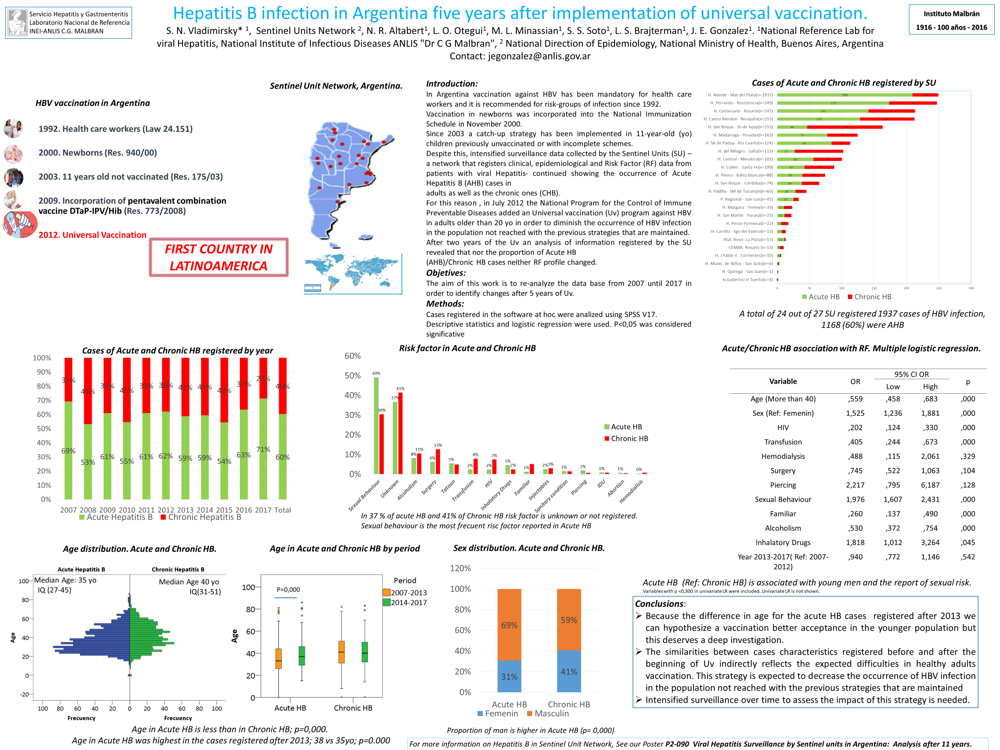 Servicio Hepatitis y Gastroenteritis
Laboratorio Nacional de Referencia
INEI-ANLIS C.G. MALBRAN
Hepatitis B infection in Argentina five years after implementation of universal vaccination.
S. N. Vladimirsky* 1, Sentinel Units Network 2, N. R. Altabert1, L. O. Otegui1, M. L. Minassian1, S. S. Soto1, L. S. Brajterman1, J. E. Gonzalez1. 1National Reference Lab for
viral Hepatitis, National Institute of Infectious Diseases ANLIS "Dr C G Malbran", 2 National Direction of Epidemiology, National Ministry of Health, Buenos Aires, Argentina
Contact: jegonzalez@anlis.gov.ar
Instituto Malbrán
1916 - 100 años - 2016
HBV vaccination in Argentina
1992. Health care workers (Law 24.151)
2000. Newborns (Res. 940/00)
2003. 11 years old not vaccinated (Res. 175/03)
2009. Incorporation of pentavalent combination
vaccine DTaP-IPV/Hib (Res. 773/2008)
2012. Universal Vaccination
FIRST COUNTRY IN
LATINOAMERICA
Sentinel Unit Network, Argentina.
Introduction:
In Argentina vaccination against HBV has been mandatory for health care
workers and it is recommended for risk-groups of infection since 1992.
Vaccination in newborns was incorporated into the National Immunization
Schedule in November 2000.
Since 2003 a catch-up strategy has been implemented in 11-year-old (yo)
children previously unvaccinated or with incomplete schemes.
Despite this, intensified surveillance data collected by the Sentinel Units (SU) –
a network that registers clinical, epidemiological and Risk Factor (RF) data from
patients with viral Hepatitis- continued showing the occurrence of Acute
Hepatitis B (AHB) cases in
adults as well as the chronic ones (CHB).
For this reason , in July 2012 the National Program for the Control of Immune
Preventable Diseases added an Universal vaccination (Uv) program against HBV
in adults older than 20 yo in order to diminish the occurrence of HBV infection
in the population not reached with the previous strategies that are maintained.
After two years of the Uv an analysis of information registered by the SU
revealed that nor the proportion of Acute HB
(AHB)/Chronic HB cases neither RF profile changed.
Objetives:
The aim of this work is to re-analyze the data base from 2007 until 2017 in
order to identify changes after 5 years of Uv.
Methods:
Cases registered in the software at hoc were analized using SPSS V17.
Descriptive statistics and logistic regression were used. P<0,05 was considered
significative
Cases of Acute and Chronic HB registered by SU
H. Alende - Mar del Plata(n=1937) 209
H. Perrando - Resistencia(n=249) 173
H. Centenario - Rosario(n=247) 141
H. Castro Rendon - Neuquén(n=213) 128
H. San Roque - SS de Jujuy(n=212) 46
H. Madariaga - Posadas(n=163) 77
H. SA de Padua - Río Cuarto(n=124) 84
H. del Milagro - Salta(n=113) 27
H. Central - Mendoza(n=102) 56
H. Cullen - Santa Fe(n=100) 42
H. Penna - Bahía Blanca(n=88) 39
H. San Roque - Córdoba(n=74) 38
H. Padilla - SM de Tucumán(n=65) 28
P. Regional - San Luis(n=45) 25
H. Margara - Trelew(n=33) 10
H. San Martín - Paraná(n=23) 11
H. Peron-Formosa(n=22) 6
H. Carrillo - Sgo del Estero(n=13) 7
Htal. Rossi -La Plata(n=17) 11
CEMAR- Rosario (n=13)
H. J Pablo II - Corrientes(n=10)
H. Munic. de Niños - San Justo(n=6)
H. Quiroga - San Juan(n=1)
H.Gutierrez-V.Tuerto(n=3)
0 50 100 150 200 250 300
Acute HB Chronic HB
A total of 24 out of 27 SU registered 1937 cases of HBV infection,
1168 (60%) were AHB
Cases of Acute and Chronic HB registered by year
100%
90%
80%
70%
60%
50%
40%
30%
20%
10%
0%
31% 47% 39% 45% 39% 38% 41% 41% 46% 37% 29% 40%
69% 53% 61% 55% 61% 62% 59% 59% 54% 63% 71% 60%
2007 2008 2009 2010 2011 2012 2013 2014 2015 2016 2017 Total
Acute Hepatitis B Chronic Hepatitis B
Risk factor in Acute and Chronic HB
60%
50%
40%
30%
20%
10%
0%
49% 30% 37% 41% 8% 11% 6% 13% 5% 2% 8% 2% 7% 5% 2% 1% 2% 3% 1% 2% 1% 1% 0%
Sexual Behaviour
Unknown
Alcoholism
Surgery
Tatoon
Transfusion
HIV
Inhalatory Drugs
Familiar
Injectables
Sanitary condition
Piercing
IDU
Abortion
Hemodialisis
Acute HB
Chronic HB
In 37 % of acute HB and 41% of Chronic HB risk factor is unknown or not registered.
Sexual behaviour is the most frecuent risc factor reported in Acute HB
Acute/Chronic HB asocciation with RF. Multiple logistic regression.
Variable OR 95% CI OR p
Low High
Age (More than 40) ,559 ,458 ,683 ,000
Sex (Ref: Femenin) 1,525 1,236 1,881 ,000
HIV ,202 ,124 ,330 ,000
Transfusion ,405 ,244 ,673 ,000
Hemodialysis ,488 ,115 2,061 ,329
Surgery ,745 ,522 1,063 ,104
Piercing 2,217 ,795 6,187 ,128
Sexual Behaviour 1,976 1,607 2,431 ,000
Familiar ,260 ,137 ,490 ,000
Alcoholism ,530 ,372 ,754 ,000
Inhalatory Drugs 1,818 1,012 3,264 ,045
Year 2013-2017( Ref: 2007- ,940 ,772 1,146 ,542
2012)
Acute HB (Ref: Chronic HB) is associated with young men and the report of sexual risk.
Variables with p <0,300 in univariate LR were included. Univariate LR is not shown.
Age distribution. Acute and Chronic HB.
Acute Hepatitis B Chronic Hepatitis B
Median Age: 35 yo
IQ (27-45)
Median Age 40 yo
IQ(31-51)
Age
100
80
60
40
20
0
-20
100 80 60 40 20 0 20 40 60 80 100
Frecuency Frecuency
Age in Acute and Chronic HB by period
P=0,000
Age
100
80
60
40
20
0
Acute HB Chronic HB
Period
2007-2013
2014-2017
Age in Acute HB is less than in Chronic HB; p=0,000.
Age in Acute HB was highest in the cases registered after 2013; 38 vs 35yo; p=0.000
Sex distribution. Acute and Chronic HB.
120%
100%
80%
60%
40%
20%
0%
69% 59%
31% 41%
Acute HB Chronic HB
Femenin Masculin
Proportion of man is higher in Acute HB (p= 0,000)
Conclusions:
Because the difference in age for the acute HB cases registered after 2013 we
can hypothesize a vaccination better acceptance in the younger population but
this deserves a deep investigation.
The similarities between cases characteristics registered before and after the
beginning of Uv indirectly reflects the expected difficulties in healthy adults
vaccination. This strategy is expected to decrease the occurrence of HBV infection
in the population not reached with the previous strategies that are maintained
Intensified surveillance over time to assess the impact of this strategy is needed.
For more information on Hepatitis B in Sentinel Unit Network, See our Poster P2-090 Viral Hepatitis Surveillance by Sentinel units in Argentina: Analysis after 11 years.